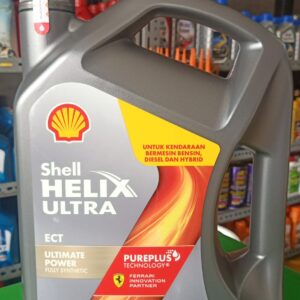 UNTUK KENDARAAN
BERMESIN BENSIN,
DIESEL DAN HYBRID
Shell
HELIX
ULTRA
ECT
ULTIMATE
POWER
FULLY SYNTHETIC
PUREPLUS
TECHNOLOGY
FERRARI
INNOVATION
PARTNER